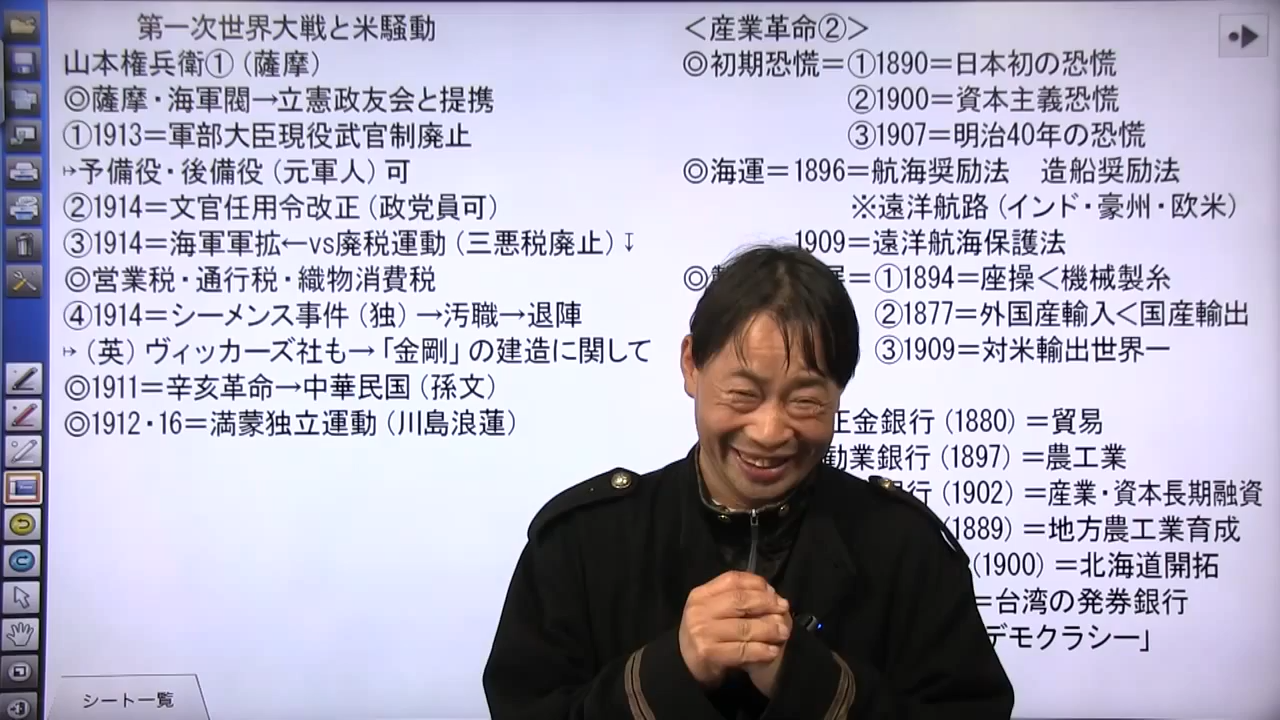 第一次世界大戦と米騒動
山本権兵衛①(薩摩)
◎薩摩・海軍閥→立憲政友会と提携
①1913=軍部大臣現役武官制廃止
↦予備役・後備役(元軍人)可
②1914=文官任用令改正(政党員可)
③1914=海軍軍拡←vs廃税運動(三悪税廃止)↧
◎営業税・通行税・織物消費税
④1914=シーメンス事件(独)→汚職→退陣
↦(英)ヴィッカーズ社も→「金剛」の建造に関して
◎1911=辛亥革命→中華民国(孫文)
◎1912・16=満蒙独立運動(川島浪蓮)
シート一覧
<産業革命②>
◎初期恐慌=①1890=日本初の恐慌
②1900=資本主義恐慌
③1907=明治40年の恐慌
◎海運=1896=航海奨励法 造船奨励法
※遠洋航路(インド・豪州・欧米)
1909=遠洋航海保護法
①1894=座操<機械製糸
②1877=外国産輸入<国産輸出
③1909=対米輸出世界一
正金銀行(1880)=貿易
勧業銀行(1897)=農工業
銀行(1902)=産業・資本長期融資
(1889)=地方農工業育成
(1900)=北海道開拓
=台湾の発券銀行
デモクラシー」